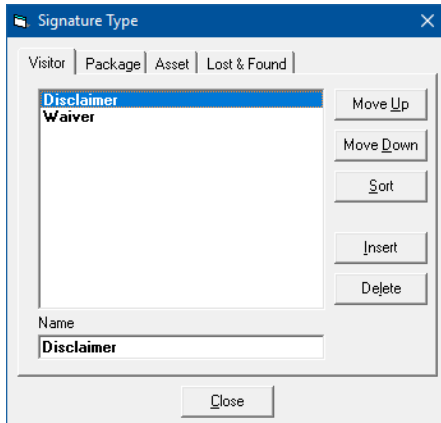 Signature Type
Visitor Package Asset Lost & Found
Disclaimer
Waiver
Move Up
Move Down
Sort
Insert
Delete
Name
Disclaimer
Close